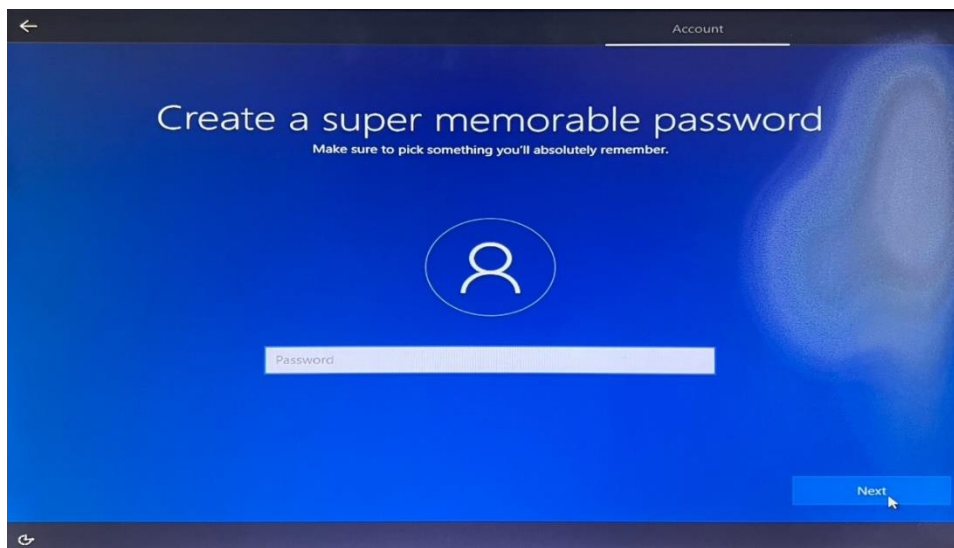 Account
Create a super memorable password
Make sure to pick something you'll absolutely remember.
Password
Next